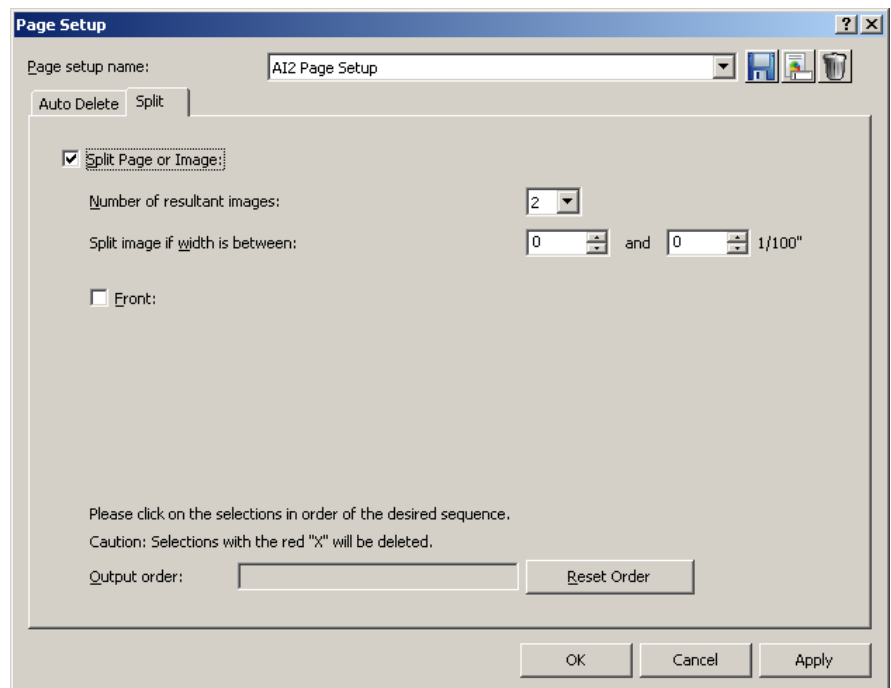 Page Setup
Page setup name: AI2 Page Setup
Auto Delete Split
Split Page or Image:
Number of resultant images: 2
Split image if width is between: 0 and 0 1/100"
Front:
Please click on the selections in order of the desired sequence.
Caution: Selections with the red "X" will be deleted.
Output order: Reset Order
OK Cancel Apply